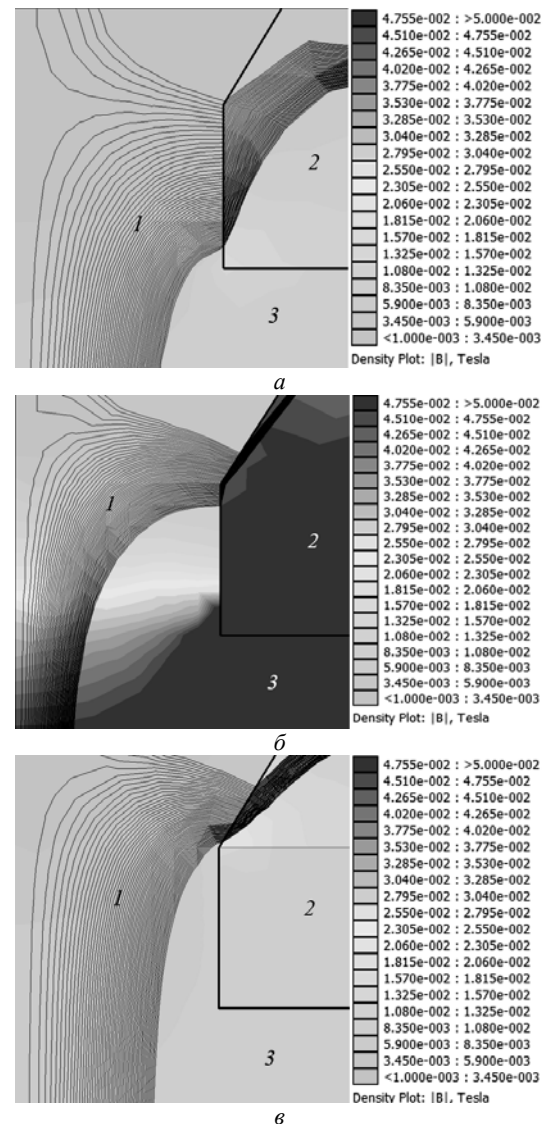 4.755e-002 : >5.000e-002
4.510e-002 : 4.755e-002
4.265e-002 : 4.510e-002
4.020e-002 : 4.265e-002
3.775e-002 : 4.020e-002
3.530e-002 : 3.775e-002
3.285e-002 : 3.530e-002
3.040e-002 : 3.285e-002
2.795e-002 : 3.040e-002
2.550e-002 : 2.795e-002
2.305e-002 : 2.550e-002
2.060e-002 : 2.305e-002
1.815e-002 : 2.060e-002
1.570e-002 : 1.815e-002
1.325e-002 : 1.570e-002
1.080e-002 : 1.325e-002
8.350e-003 : 1.080e-002
5.900e-003 : 8.350e-003
3.450e-003 : 5.900e-003
<1.000e-003 : 3.450e-003
Density Plot: |B|, Tesla
1
2
3
а
4.755e-002 : >5.000e-002
4.510e-002 : 4.755e-002
4.265e-002 : 4.510e-002
4.020e-002 : 4.265e-002
3.775e-002 : 4.020e-002
3.530e-002 : 3.775e-002
3.285e-002 : 3.530e-002
3.040e-002 : 3.285e-002
2.795e-002 : 3.040e-002
2.550e-002 : 2.795e-002
2.305e-002 : 2.550e-002
2.060e-002 : 2.305e-002
1.815e-002 : 2.060e-002
1.570e-002 : 1.815e-002
1.325e-002 : 1.570e-002
1.080e-002 : 1.325e-002
8.350e-003 : 1.080e-002
5.900e-003 : 8.350e-003
3.450e-003 : 5.900e-003
<1.000e-003 : 3.450e-003
Density Plot: |B|, Tesla
1
2
3
б
4.755e-002 : >5.000e-002
4.510e-002 : 4.755e-002
4.265e-002 : 4.510e-002
4.020e-002 : 4.265e-002
3.775e-002 : 4.020e-002
3.530e-002 : 3.775e-002
3.285e-002 : 3.530e-002
3.040e-002 : 3.285e-002
2.795e-002 : 3.040e-002
2.550e-002 : 2.795e-002
2.305e-002 : 2.550e-002
2.060e-002 : 2.305e-002
1.815e-002 : 2.060e-002
1.570e-002 : 1.815e-002
1.325e-002 : 1.570e-002
1.080e-002 : 1.325e-002
8.350e-003 : 1.080e-002
5.900e-003 : 8.350e-003
3.450e-003 : 5.900e-003
<1.000e-003 : 3.450e-003
Density Plot: |B|, Tesla
1
2
3
в